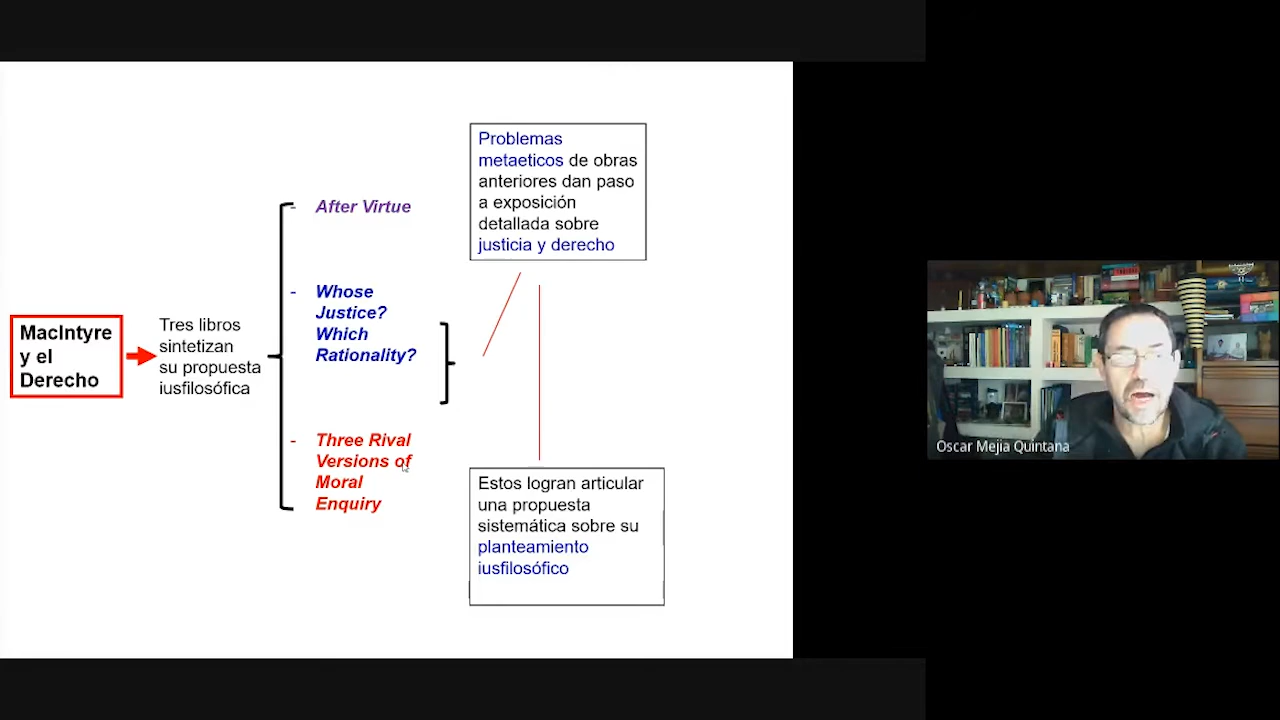 MacIntyre
y el
Derecho
Tres libros
sintetizan
su propuesta
iusfilosófica
- After Virtue
- Whose
Justice?
Which
Rationality?
- Three Rival
Versions of
Moral
Enquiry
Problemas
metaeticos de obras
anteriores dan paso
a exposición
detallada sobre
justicia y derecho
Estos logran articular
una propuesta
sistemática sobre su
planteamiento
iusfilosófico
Oscar Mejia Quintana